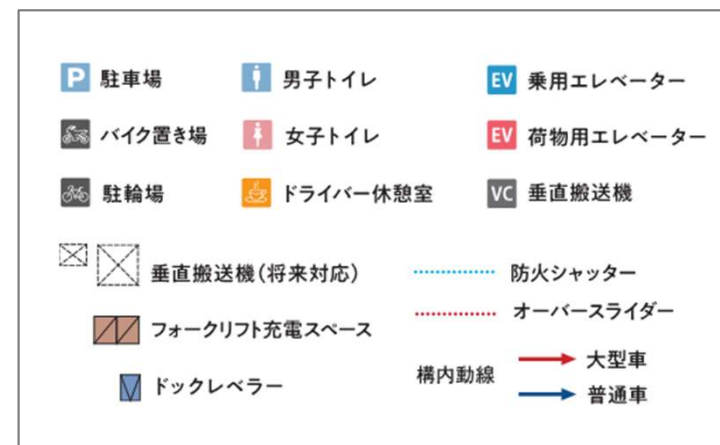 P 駐車場
男子トイレ
EV 乗用エレベーター
バイク置き場
女子トイレ
EV 荷物用エレベーター
駐輪場
ドライバー休憩室
VC 垂直搬送機
垂直搬送機(将来対応)
防火シャッター
フォークリフト充電スペース
オーバースライダー
ドックレベラー
構内動線
大型車
普通車